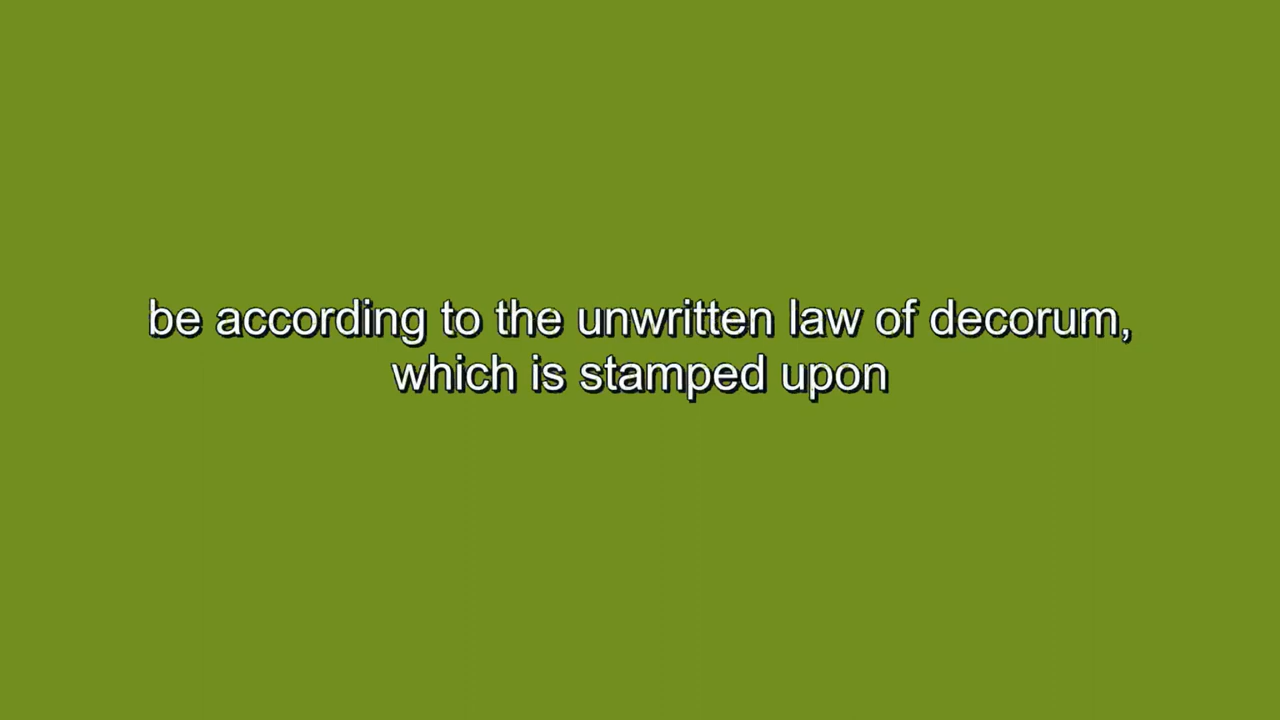 be according to the unwritten law of decorum,
which is stamped upon